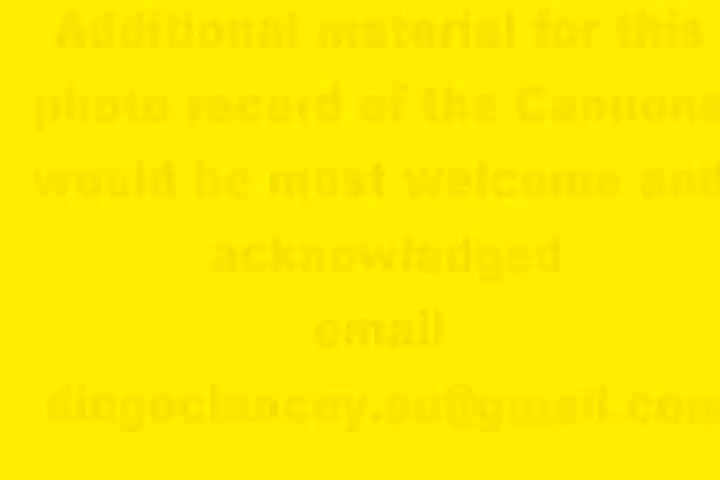 Additional material for this
photo record of the Cannons
would be most welcome and
acknowledged
email
dingoclancey.au@gmail.com